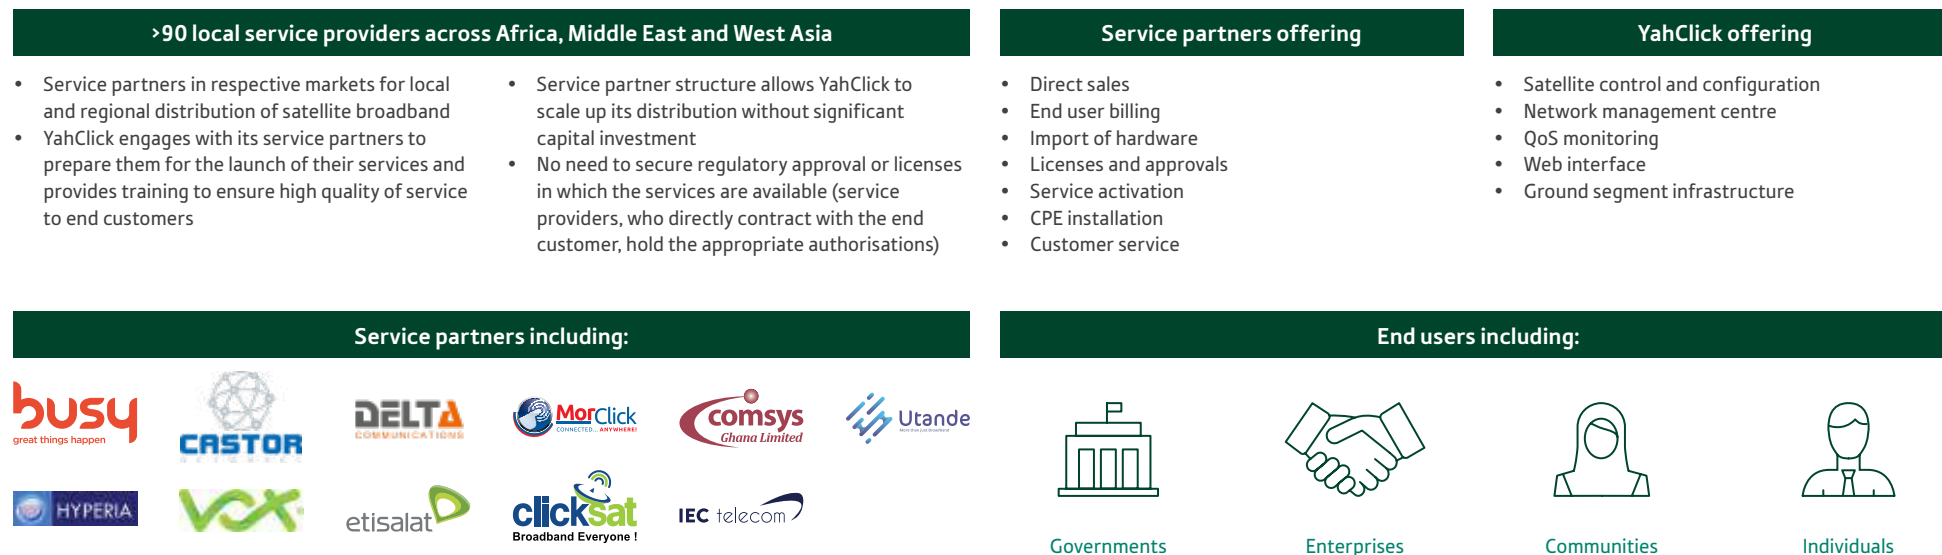 >90 local service providers across Africa, Middle East and West Asia
• Service partners in respective markets for local
and regional distribution of satellite broadband
• YahClick engages with its service partners to
prepare them for the launch of their services and
provides training to ensure high quality of service
to end customers
• Service partner structure allows YahClick to
scale up its distribution without significant
capital investment
• No need to secure regulatory approval or licenses
in which the services are available (service
providers, who directly contract with the end
customer, hold the appropriate authorisations)
Service partners offering
• Direct sales
• End user billing
• Import of hardware
• Licenses and approvals
• Service activation
• CPE installation
• Customer service
YahClick offering
• Satellite control and configuration
• Network management centre
• QoS monitoring
• Web interface
• Ground segment infrastructure
Service partners including:
busy
great things happen
CASTOR
DELTA
COMMUNICATIONS
MorClick
CONNECTED... ANYWHERE!
comsys
Ghana Limited
Utande
More than just Broadband
HYPERIA
vox
etisalat
clicksat
Broadband Everyone !
IEC telecom
End users including:
Governments
Enterprises
Communities
Individuals